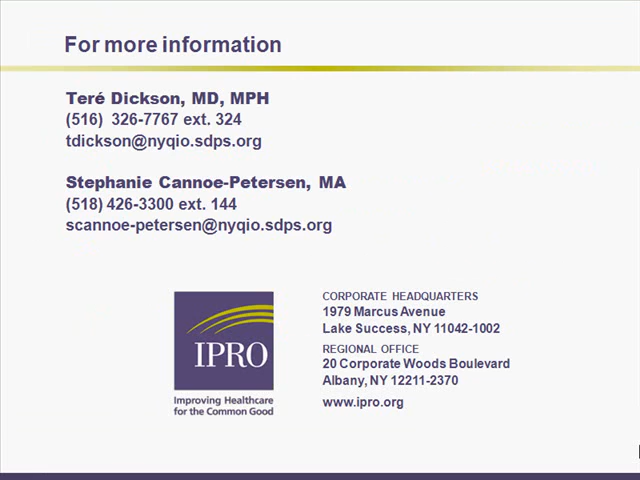 For more information
Teré Dickson, MD, MPH
(516)  326-7767 ext. 324
tdickson@nyqio.sdps.org
Stephanie Cannoe-Petersen, MA
(518) 426-3300 ext. 144
scannoe-petersen@nyqio.sdps.org
IPRO
Improving Healthcare
for the Common Good
CORPORATE HEADQUARTERS
1979 Marcus Avenue
Lake Success, NY 11042-1002
REGIONAL OFFICE
20 Corporate Woods Boulevard
Albany, NY 12211-2370
www.ipro.org